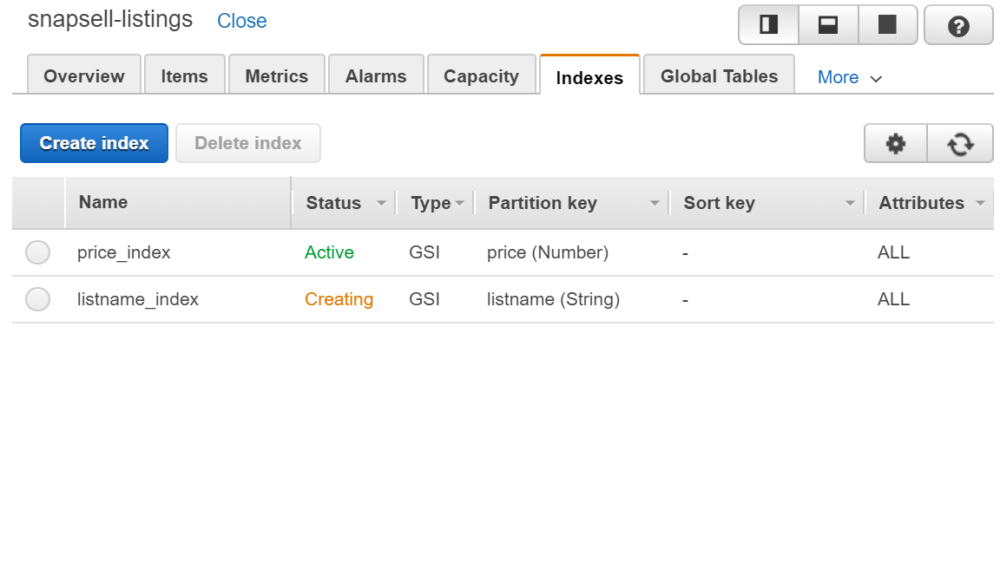 snapsell-listings Close
Overview Items Metrics Alarms Capacity Indexes Global Tables More
Create index Delete index
Name Status Type Partition key Sort key Attributes
price_index Active GSI price (Number) - ALL
listname_index Creating GSI listname (String) - ALL